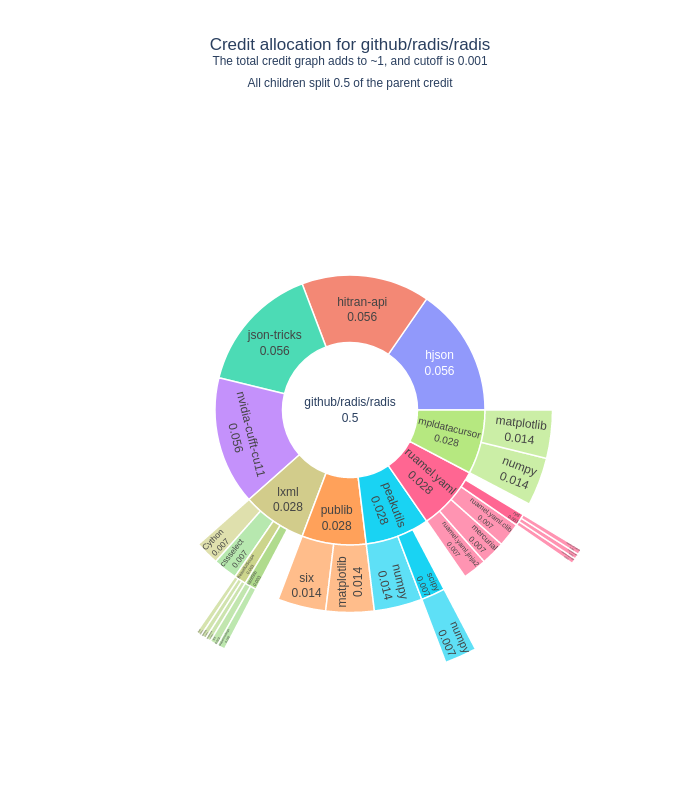 Credit allocation for github/radis/radis
The total credit graph adds to ~1, and cutoff is 0.001
All children split 0.5 of the parent credit
hitran-api
0.056
json-tricks
0.056
hjson
0.056
nvidia-cufft-cu11
0.056
github/radis/radis
0.5
mpldatacursor
0.028
matplotlib
0.014
numpy
0.014
ruamel.yaml
0.028
lxml
0.028
publib
0.028
peakutils
0.028
ruamel.yaml.clib
0.007
mercurial
0.007
ruamel.yaml.jinja2
0.007
Cython
0.007
cssselect
0.007
six
0.014
matplotlib
0.014
numpy
0.014
scipy
0.007
numpy
0.007